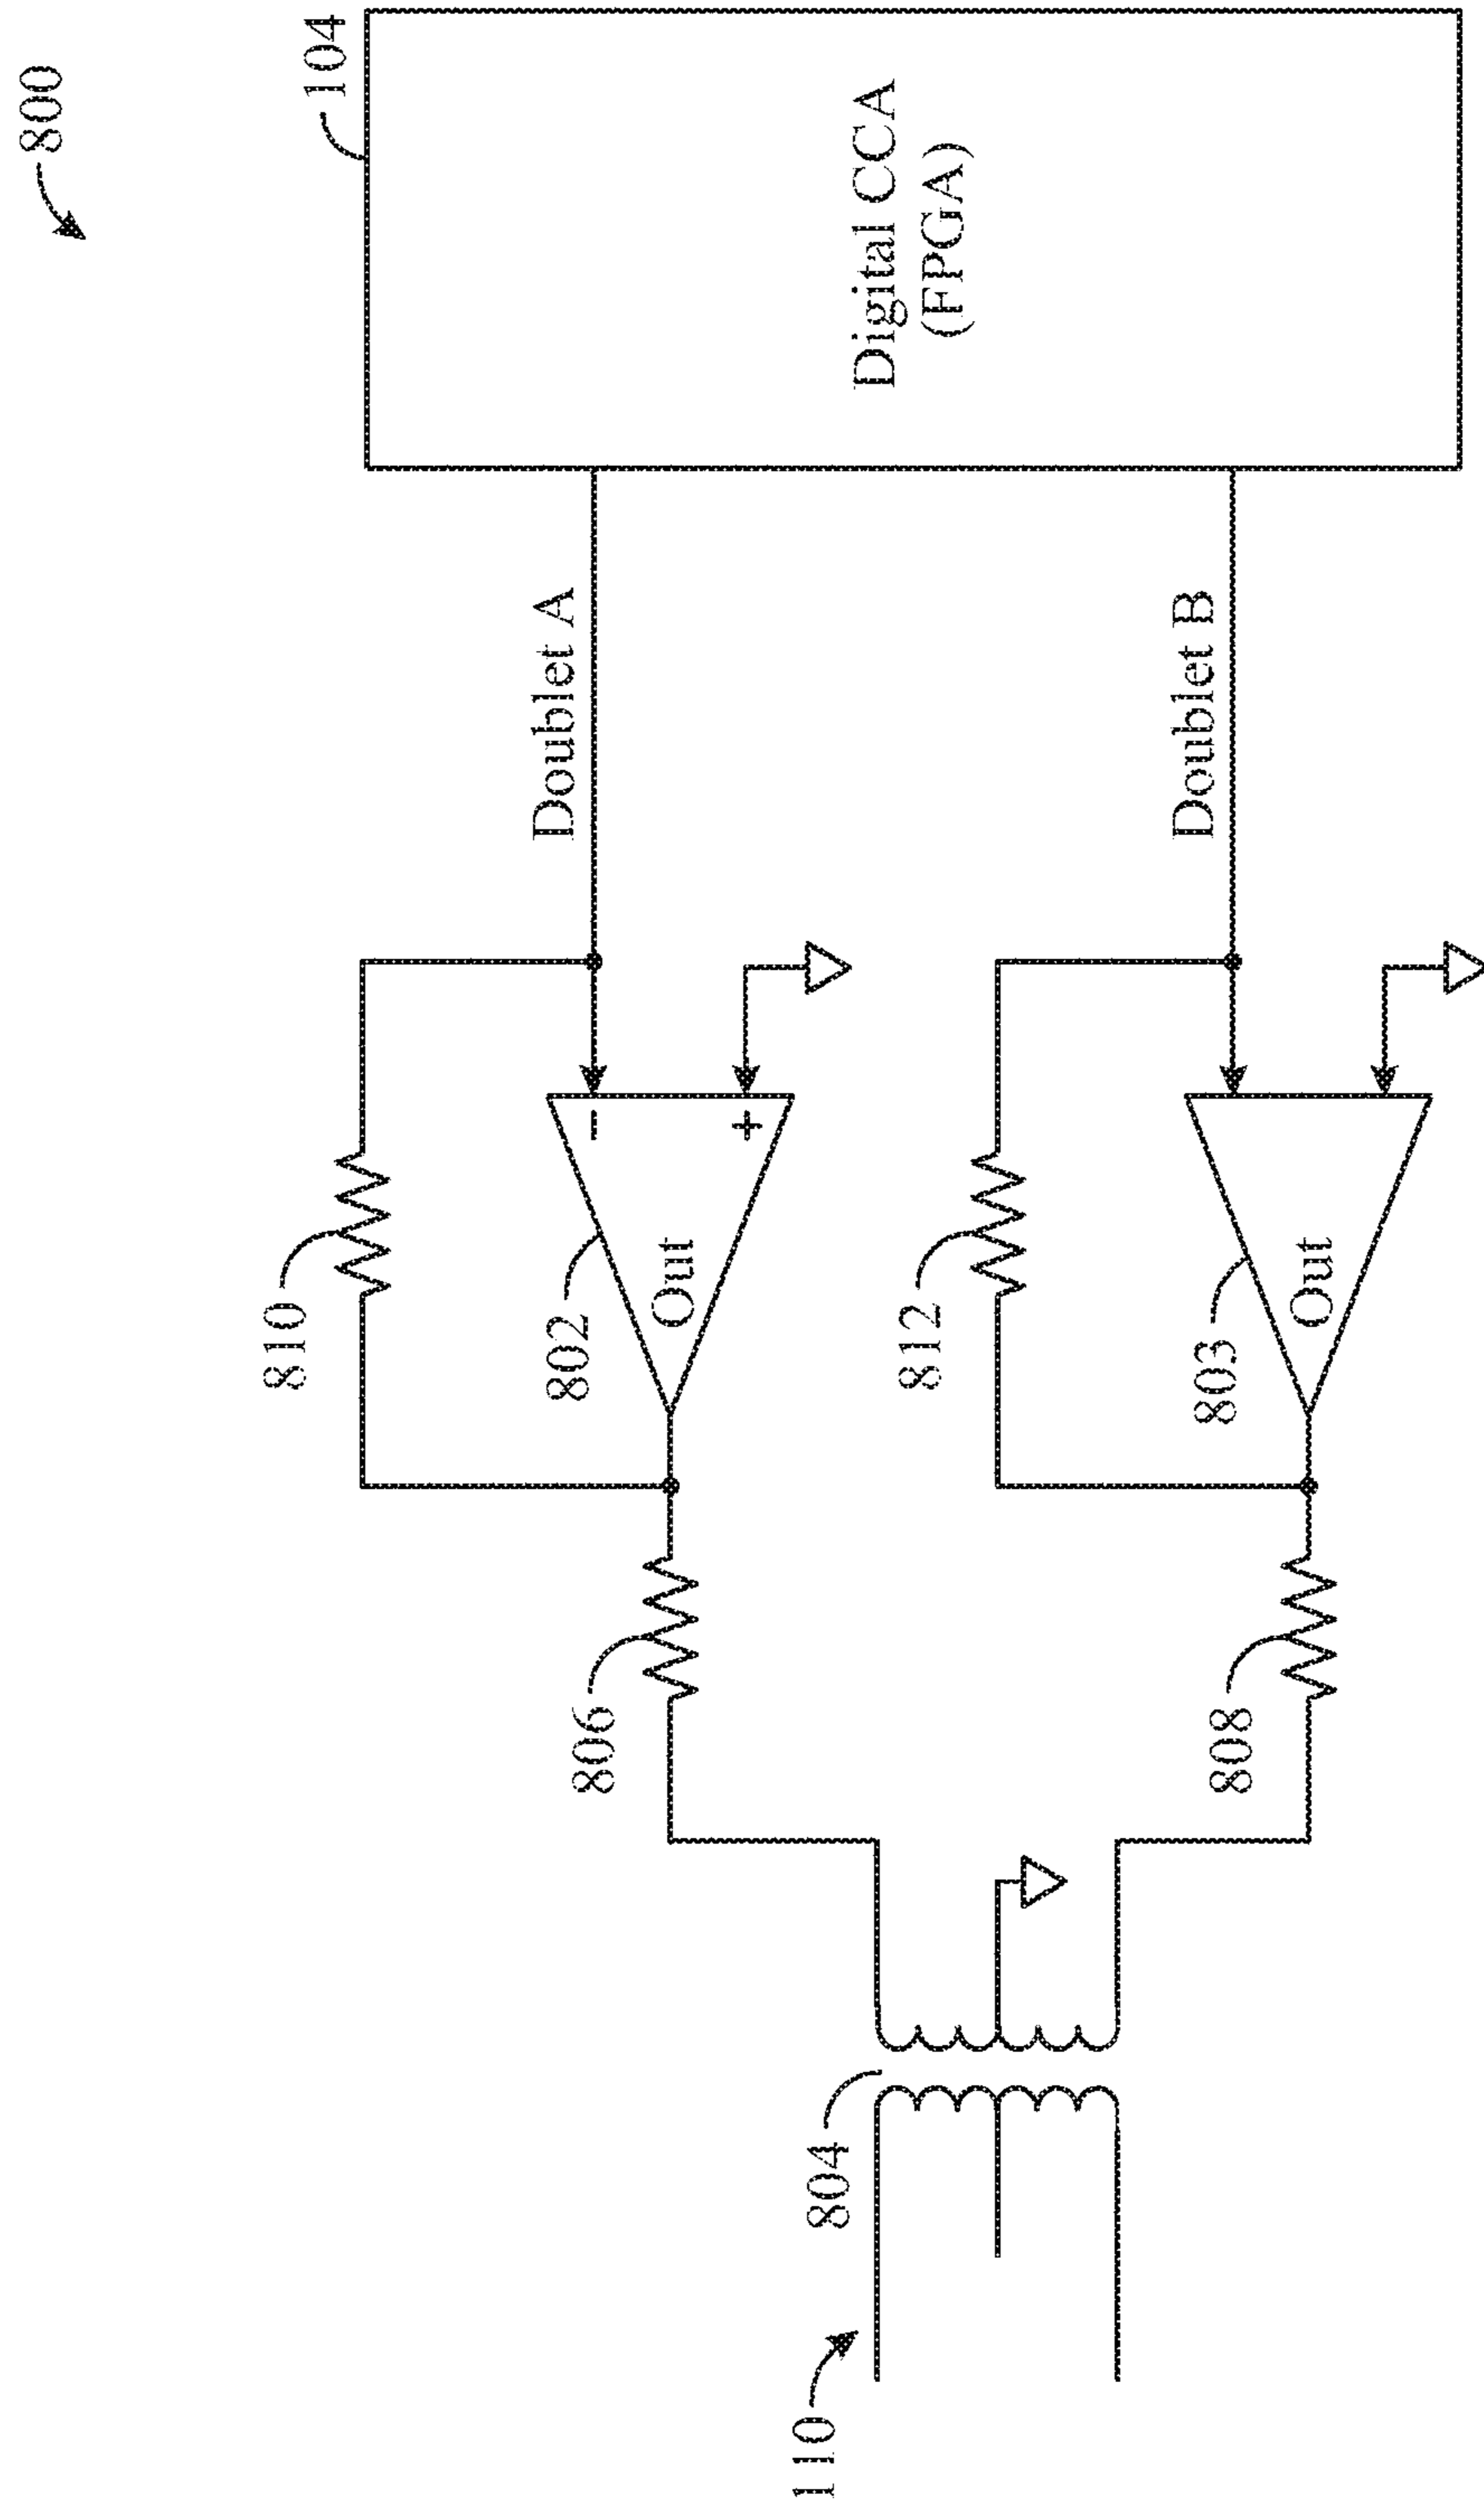 800
104
Digital CCA
(FPGA)
Doublet A
Doublet B
810
802
−
+
Out
812
803
Out
806
808
804
110